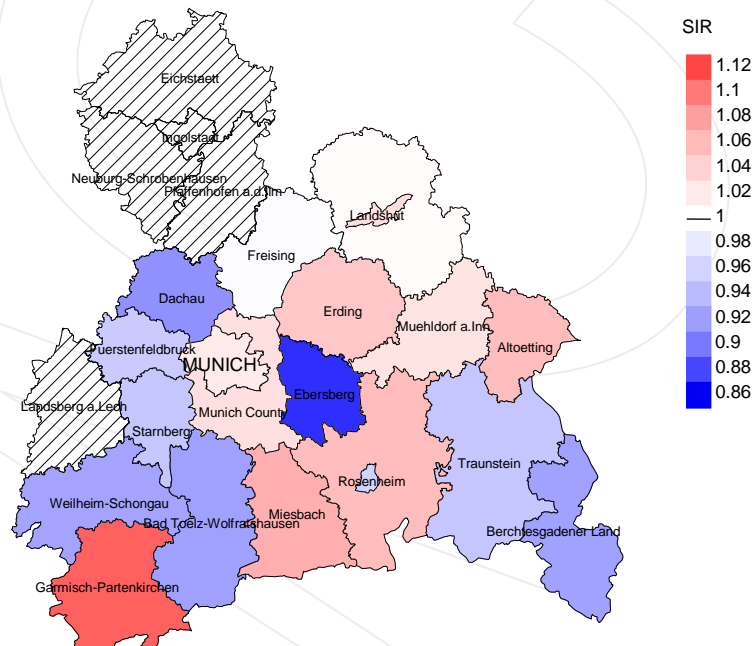 SIR
1.12
1.1
1.08
1.06
1.04
1.02
1
0.98
0.96
0.94
0.92
0.9
0.88
0.86
Eichstaett
Ingolstadt
Neuburg-Schrobenhausen
Pfaffenhofen a.d.Ilm
Landshut
Freising
Dachau
Erding
Muehldorf a.Inn
Altoetting
Fuerstenfeldbruck
MUNICH
Ebersberg
Landsberg a.Lech
Munich County
Starnberg
Traunstein
Rosenheim
Weilheim-Schongau
Miesbach
Bad Toelz-Wolfratshausen
Berchtesgadener Land
Garmisch-Partenkirchen